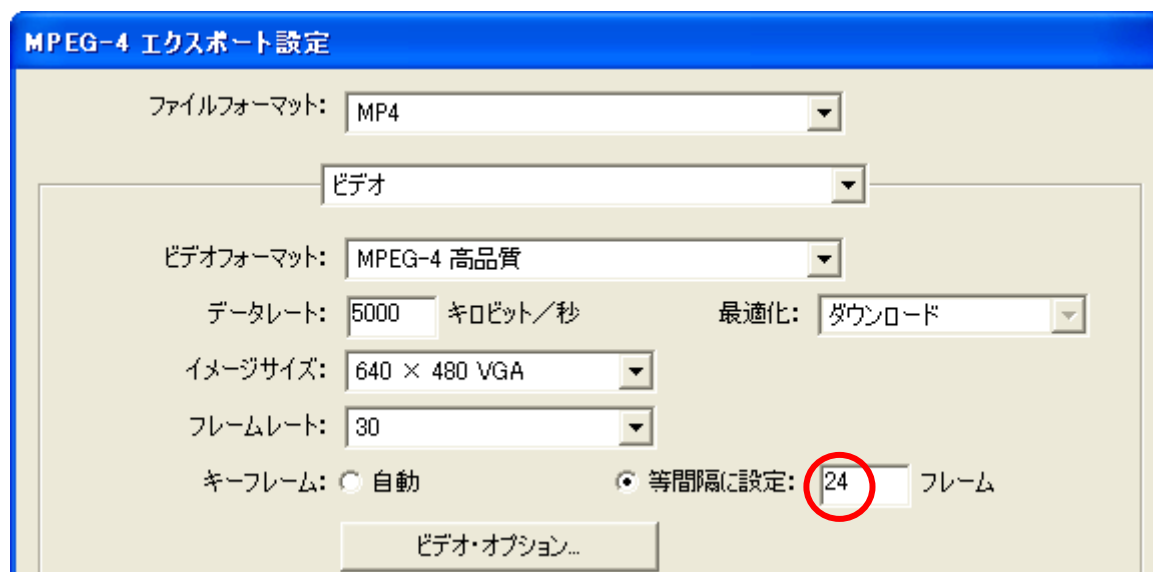 MPEG-4 エクスポート設定
ファイルフォーマット: MP4
ビデオ
ビデオフォーマット: MPEG-4 高品質
データレート: 5000 キロビット／秒 最適化: ダウンロード
イメージサイズ: 640 × 480 VGA
フレームレート: 30
キーフレーム: 自動 等間隔に設定: 24 フレーム
ビデオ・オプション...